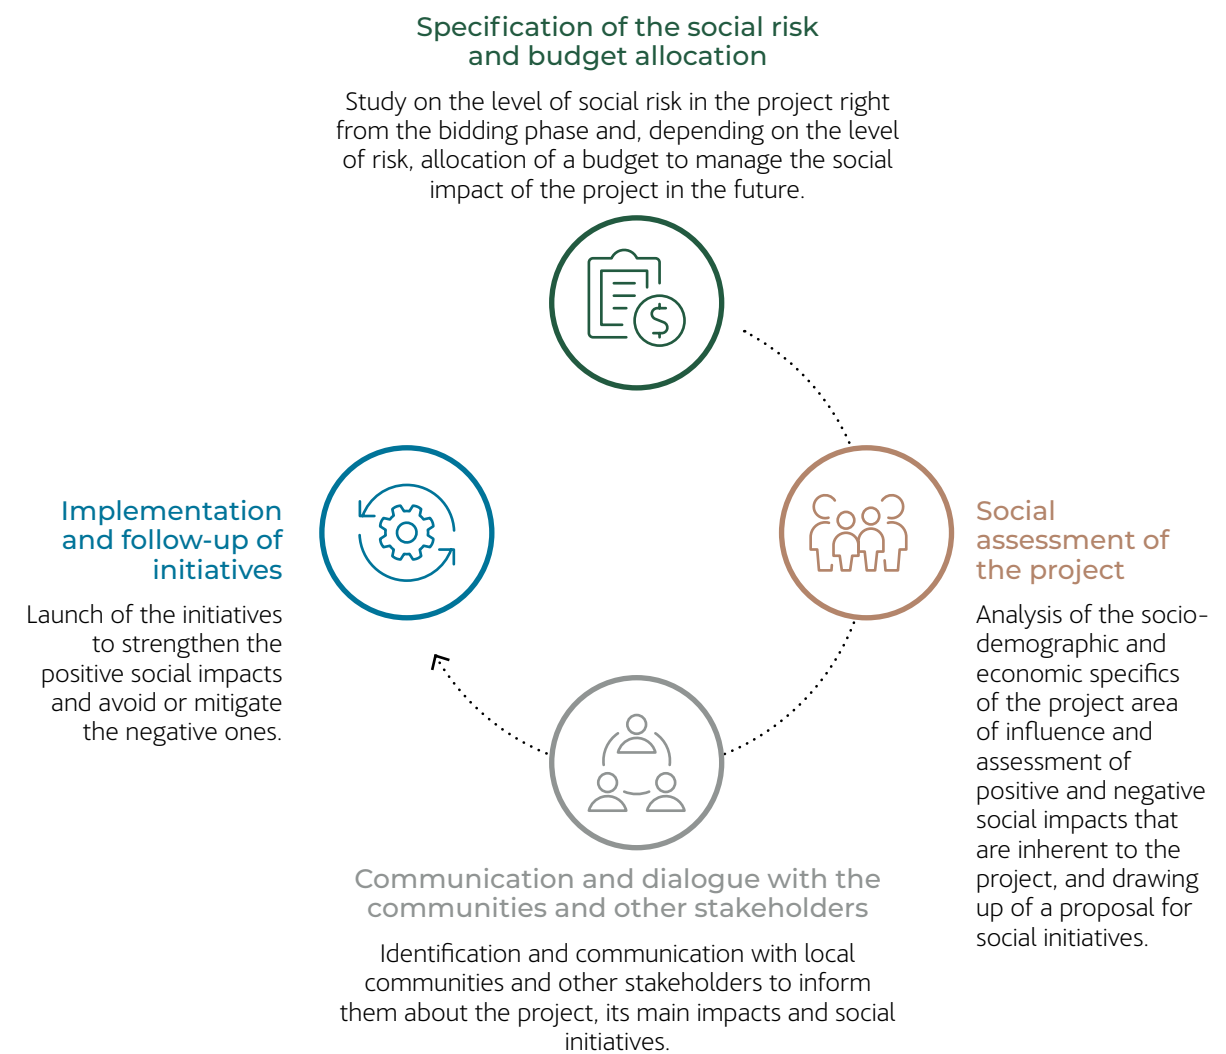 Specification of the social risk
and budget allocation
Study on the level of social risk in the project right
from the bidding phase and, depending on the level
of risk, allocation of a budget to manage the social
impact of the project in the future.
$
Social
assessment of
the project
Analysis of the socio-
demographic and
economic specifics
of the project area
of influence and
assessment of
positive and negative
social impacts that
are inherent to the
project, and drawing
up of a proposal for
social initiatives.
Communication and dialogue with the
communities and other stakeholders
Identification and communication with local
communities and other stakeholders to inform
them about the project, its main impacts and social
initiatives.
Implementation
and follow-up of
initiatives
Launch of the initiatives
to strengthen the
positive social impacts
and avoid or mitigate
the negative ones.